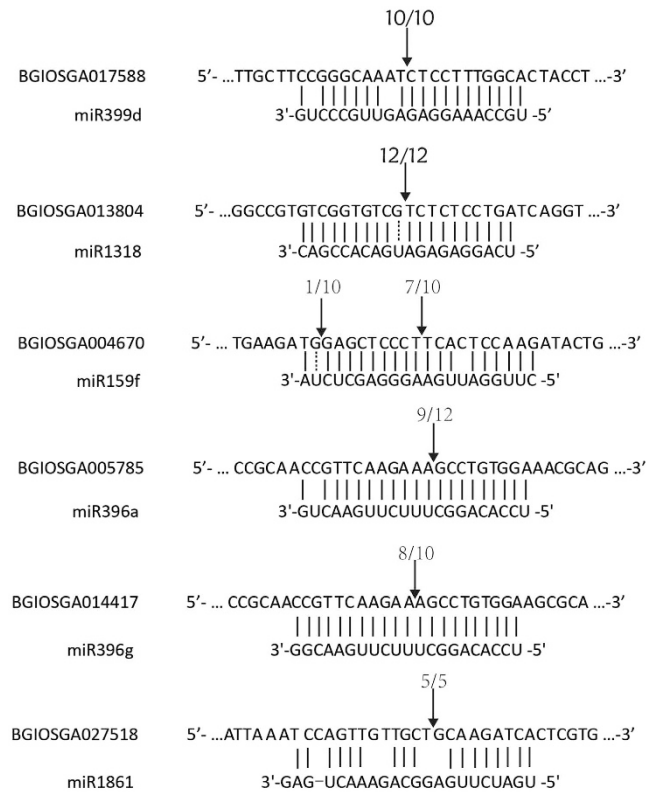 10/10
BGIOSGA017588 5’- ...TTGCTTCCGGGCAAATCTCCTTTGGCACTACCT ...-3’
miR399d 3'-GUCCCGUUGAGAGGAAACCGU -5’
12/12
BGIOSGA013804 5’- ...GGCCGTGTCGGTGTCGTCTCTCCTGATCAGGT ...-3’
miR1318 3'-CAGCCACAGUAGAGAGGACU -5’
1/10 7/10
BGIOSGA004670 5’- ... TGAAGATGGAGCTCCCTTCACTCCAAGATACTG ...-3’
miR159f 3'-AUCUCGAGGGAAGUUAGGUUC -5'
9/12
BGIOSGA005785 5’- ... CCGCAACCGTTCAAGAAAGCCTGTGGAAACGCAG ...-3’
miR396a 3'-GUCAAGUUCUUUCGGACACCU -5'
8/10
BGIOSGA014417 5’- ... CCGCAACCGTTCAAGAAAGCCTGTGGAAGCGCA ...-3’
miR396g 3'-GGCAAGUUCUUUCGGACACCU -5'
5/5
BGIOSGA027518 5’- ...ATTAAATCCAGTTGTTGCTGCAAGATCACTCGTG ...-3’
miR1861 3'-GAG-UCAAAGACGGAGUUCUAGU -5'